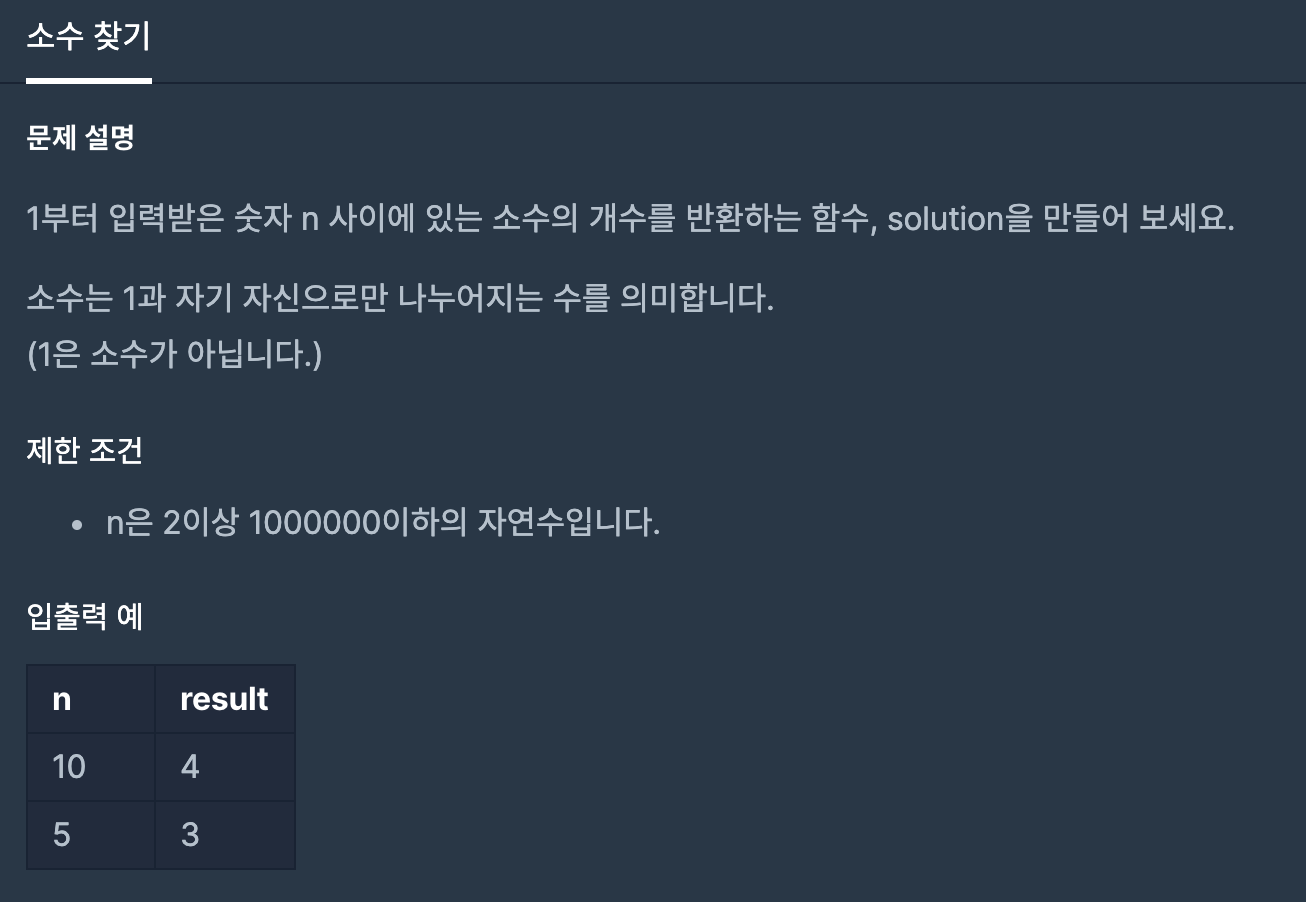 소수 찾기
문제 설명
1부터 입력받은 숫자 n 사이에 있는 소수의 개수를 반환하는 함수, solution을 만들어 보세요.
소수는 1과 자기 자신으로만 나누어지는 수를 의미합니다.
(1은 소수가 아닙니다.)
제한 조건
• n은 2이상 1000000이하의 자연수입니다.
입출력 예
n result
10 4
5 3